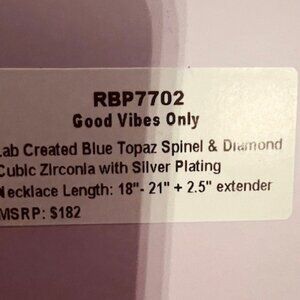 RBP7702
Good Vibes Only
Lab Created Blue Topaz Spinel & Diamond
Cubic Zirconia with Silver Plating
Necklace Length: 18"- 21" + 2.5" extender
MSRP: $182